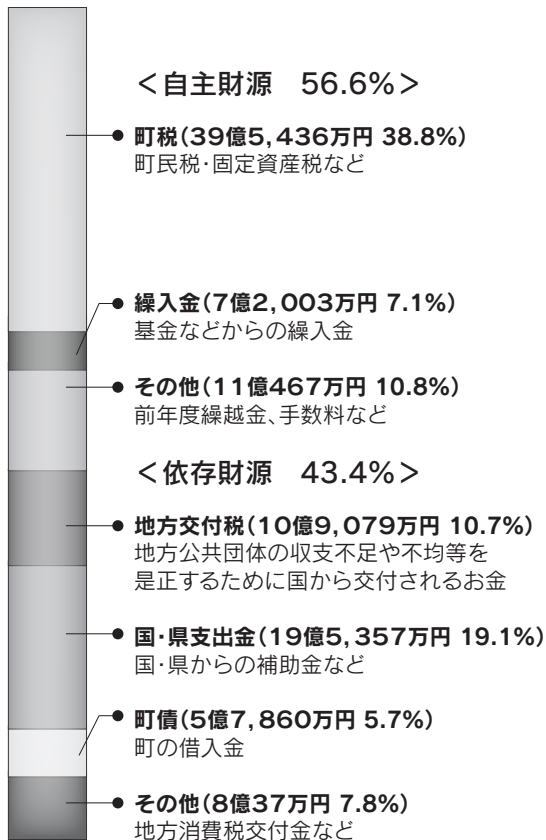 ＜自主財源　56.6%＞
町税(39億5,436万円 38.8%)
町民税・固定資産税など
繰入金(7億2,003万円 7.1%)
基金などからの繰入金
その他(11億467万円 10.8%)
前年度繰越金、手数料など
＜依存財源　43.4%＞
地方交付税(10億9,079万円 10.7%)
地方公共団体の収支不足や不均等を
是正するために国から交付されるお金
国・県支出金(19億5,357万円 19.1%)
国・県からの補助金など
町債(5億7,860万円 5.7%)
町の借入金
その他(8億37万円 7.8%)
地方消費税交付金など